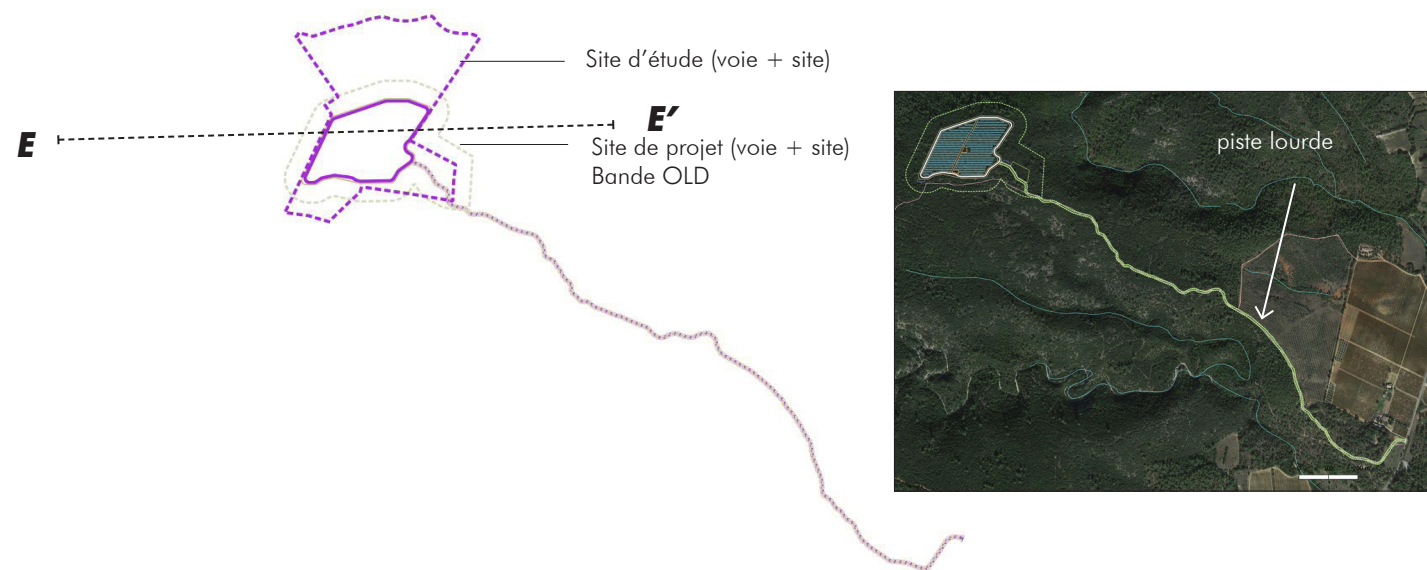 Site d’étude (voie + site)
E
E’
Site de projet (voie + site)
Bande OLD
piste lourde